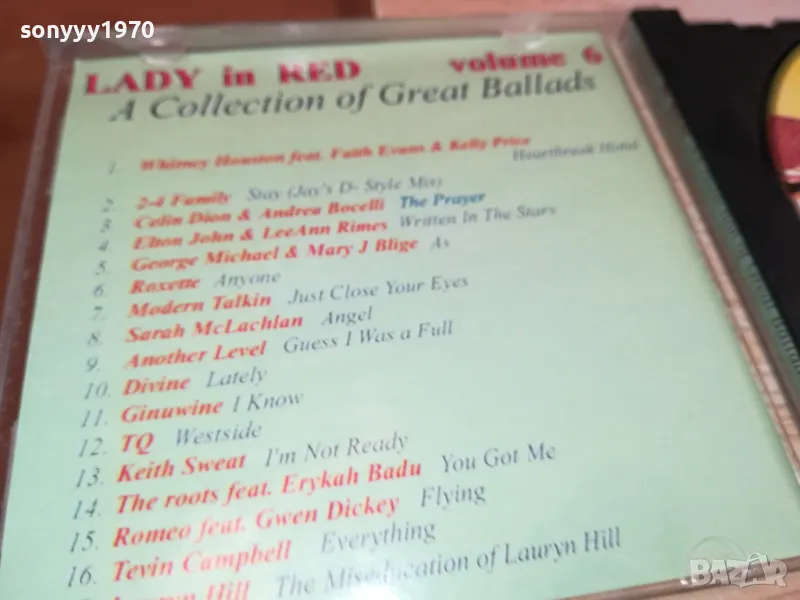 sonyyy1970
LADY in RED volume 6
A Collection of Great Ballads
1. Whitney Houston feat. Faith Evans & Kelly Price
Heartbreak Hotel
2. 2-4 Family Stay (Jay's D- Style Mix)
3. Celin Dion & Andrea Bocelli The Prayer
4. Elton John & LeeAnn Rimes Written In The Stars
5. George Michael & Mary J Blige As
6. Roxette Anyone
7. Modern Talkin Just Close Your Eyes
8. Sarah McLachlan Angel
9. Another Level Guess I Was a Full
10. Divine Lately
11. Ginuwine I Know
12. TQ Westside
13. Keith Sweat I'm Not Ready
14. The roots feat. Erykah Badu You Got Me
15. Romeo feat. Gwen Dickey Flying
16. Tevin Campbell Everything
Lauryn Hill The Miseducation of Lauryn Hill
BAZAR
bg